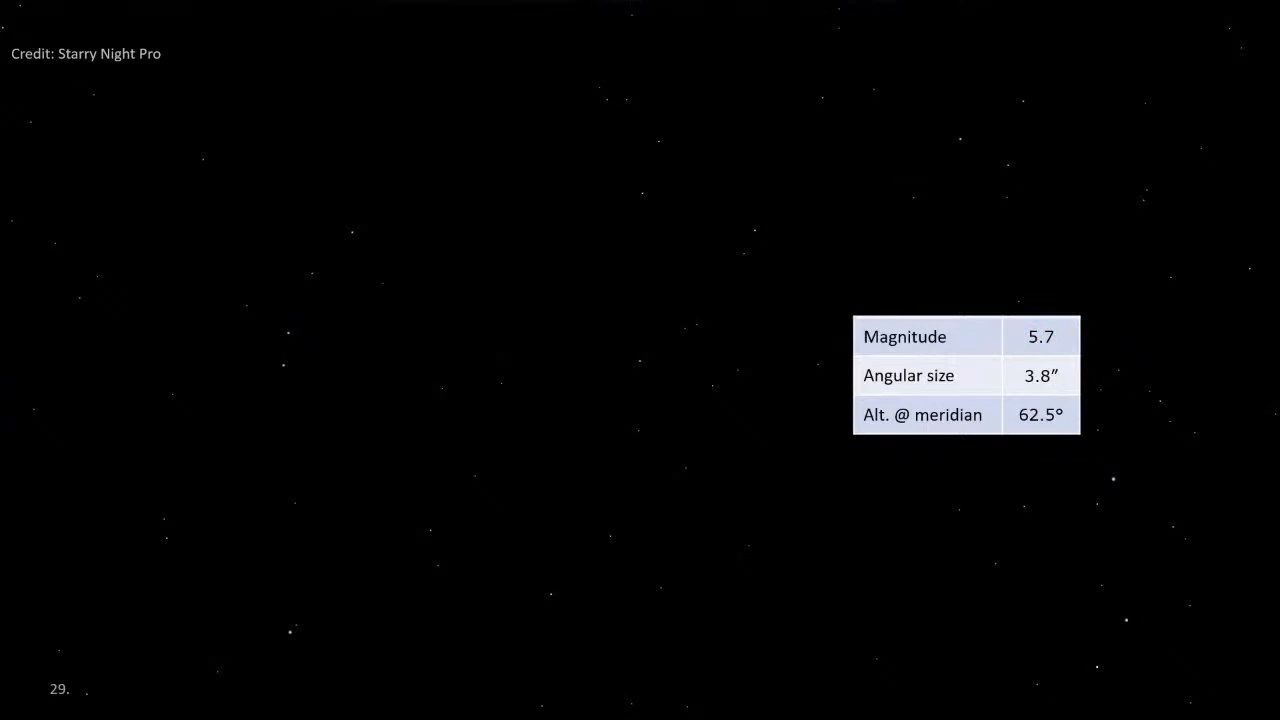 Credit: Starry Night Pro
Magnitude 5.7
Angular size 3.8″
Alt. @ meridian 62.5°
29.